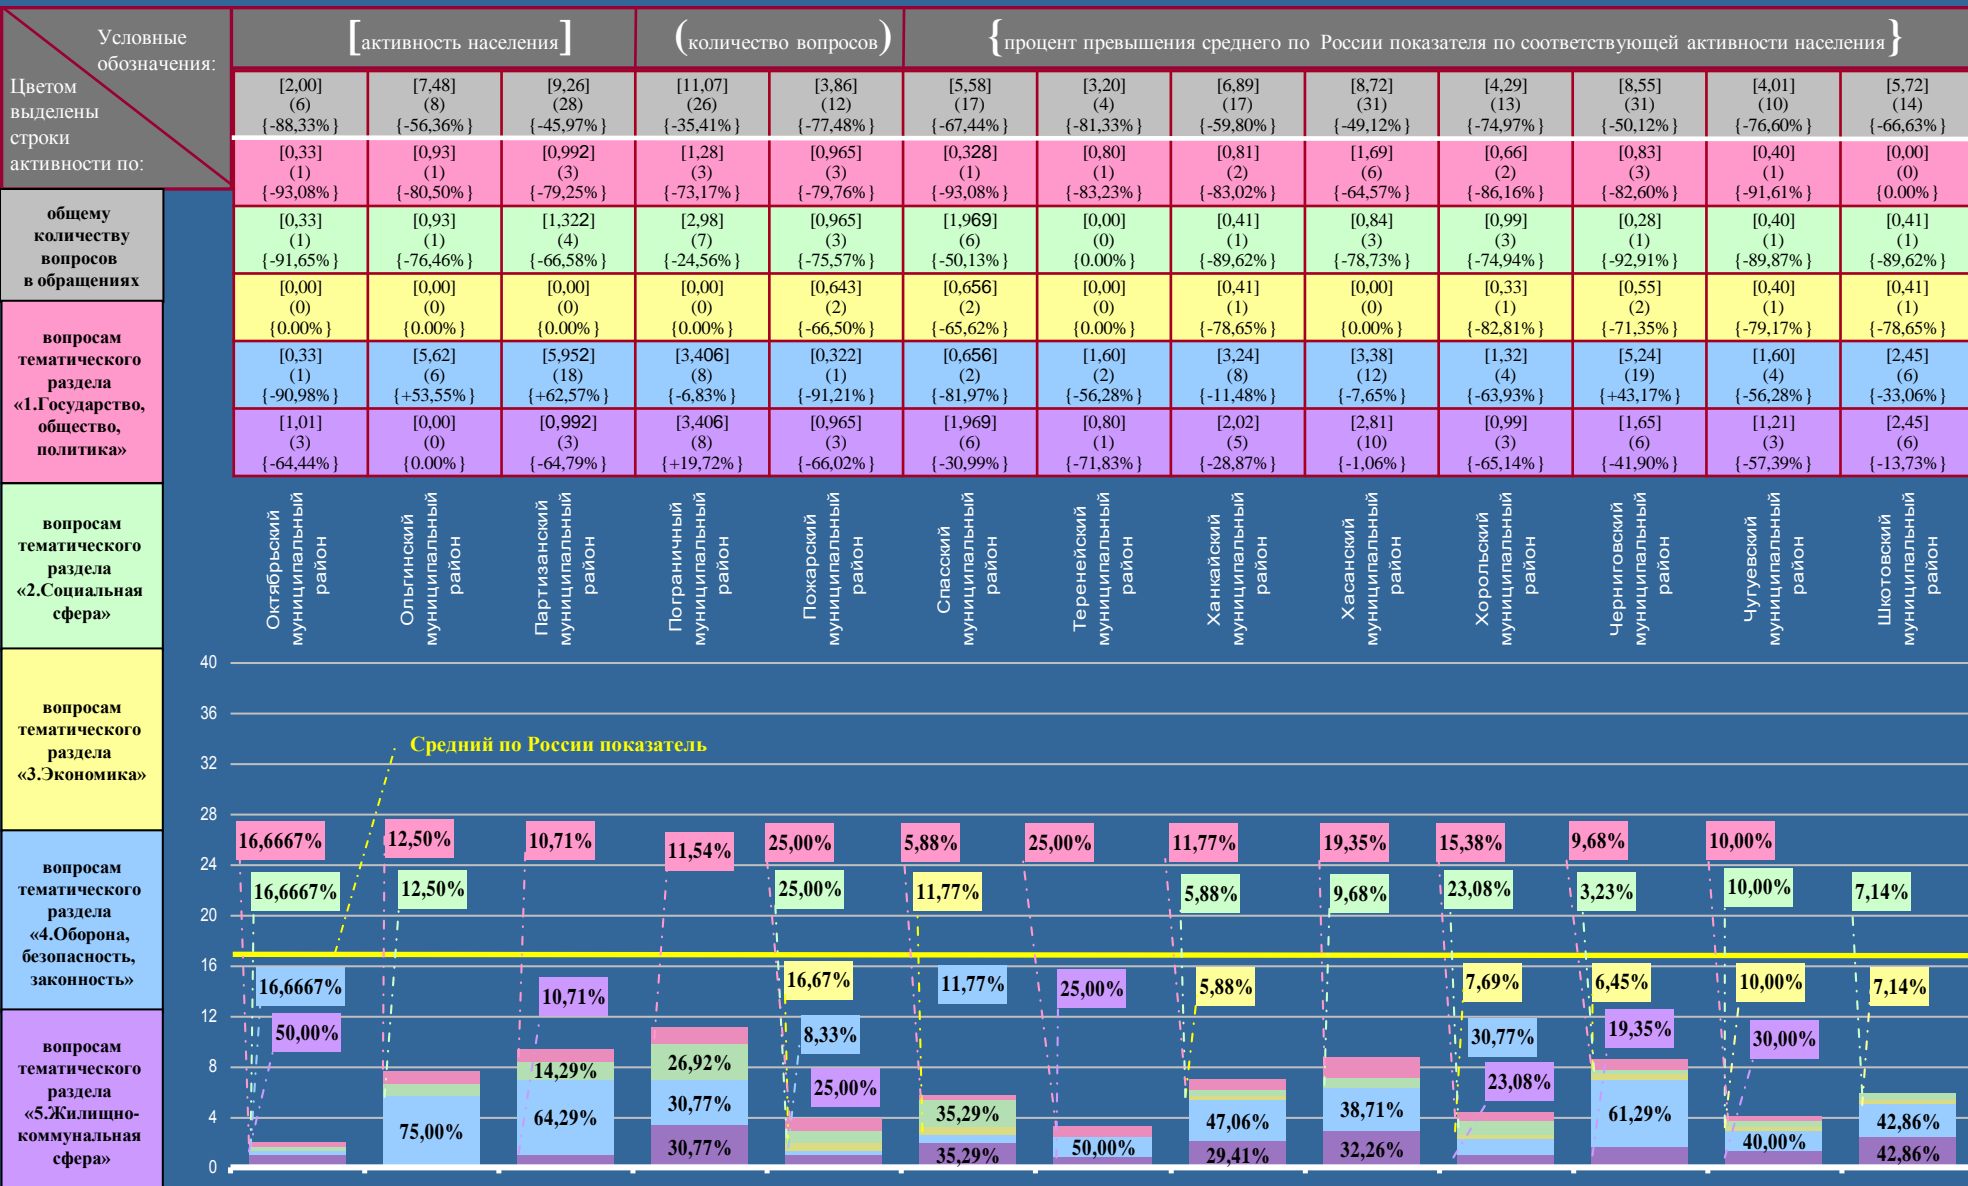 Условные
обозначения:
Цветом
выделены
строки
активности по:
[активность населения]
(количество вопросов)
{процент превышения среднего по России показателя по соответствующей активности населения}
[2,00] [7,48] [9,26] [11,07] [3,86] [5,58] [3,20] [6,89] [8,72] [4,29] [8,55] [4,01] [5,72]
(6) (8) (28) (26) (12) (17) (4) (17) (31) (13) (31) (10) (14)
{-88,33%} {-56,36%} {-45,97%} {-35,41%} {-77,48%} {-67,44%} {-81,33%} {-59,80%} {-49,12%} {-74,97%} {-50,12%} {-76,60%} {-66,63%}
[0,33] [0,93] [0,992] [1,28] [0,965] [0,328] [0,80] [0,81] [1,69] [0,66] [0,83] [0,40] [0,00]
(1) (1) (3) (3) (3) (1) (1) (2) (6) (2) (3) (1) (0)
{-93,08%} {-80,50%} {-79,25%} {-73,17%} {-79,76%} {-93,08%} {-83,23%} {-83,02%} {-64,57%} {-86,16%} {-82,60%} {-91,61%} {0.00%}
[0,33] [0,93] [1,322] [2,98] [0,965] [1,969] [0,00] [0,41] [0,84] [0,99] [0,28] [0,40] [0,41]
(1) (1) (4) (7) (3) (6) (0) (1) (3) (3) (1) (1) (1)
{-91,65%} {-76,46%} {-66,58%} {-24,56%} {-75,57%} {-50,13%} {0.00%} {-89,62%} {-78,73%} {-74,94%} {-92,91%} {-89,87%} {-89,62%}
[0,00] [0,00] [0,00] [0,00] [0,643] [0,656] [0,00] [0,41] [0,00] [0,33] [0,55] [0,40] [0,41]
(0) (0) (0) (0) (2) (2) (0) (1) (0) (1) (2) (1) (1)
{0.00%} {0.00%} {0.00%} {0.00%} {-66,50%} {-65,62%} {0.00%} {-78,65%} {0.00%} {-82,81%} {-71,35%} {-79,17%} {-78,65%}
[0,33] [5,62] [5,952] [3,406] [0,322] [0,656] [1,60] [3,24] [3,38] [1,32] [5,24] [1,60] [2,45]
(1) (6) (18) (8) (1) (2) (2) (8) (12) (4) (19) (4) (6)
{-90,98%} {+53,55%} {+62,57%} {-6,83%} {-91,21%} {-81,97%} {-56,28%} {-11,48%} {-7,65%} {-63,93%} {+43,17%} {-56,28%} {-33,06%}
[1,01] [0,00] [0,992] [3,406] [0,965] [1,969] [0,80] [2,02] [2,81] [0,99] [1,65] [1,21] [2,45]
(3) (0) (3) (8) (3) (6) (1) (5) (10) (3) (6) (3) (6)
{-64,44%} {0.00%} {-64,79%} {+19,72%} {-66,02%} {-30,99%} {-71,83%} {-28,87%} {-1,06%} {-65,14%} {-41,90%} {-57,39%} {-13,73%}
общему
количеству
вопросов
в обращениях
вопросам
тематического
раздела
«1.Государство,
общество,
политика»
вопросам
тематического
раздела
«2.Социальная
сфера»
вопросам
тематического
раздела
«3.Экономика»
вопросам
тематического
раздела
«4.Оборона,
безопасность,
законность»
вопросам
тематического
раздела
«5.Жилищно-
коммунальная
сфера»
Октябрьский
муниципальный
район
Ольгинский
муниципальный
район
Партизанский
муниципальный
район
Пограничный
муниципальный
район
Пожарский
муниципальный
район
Спасский
муниципальный
район
Теренейский
муниципальный
район
Ханкайский
муниципальный
район
Хасанский
муниципальный
район
Хорольский
муниципальный
район
Черниговский
муниципальный
район
Чугуевский
муниципальный
район
Шкотовский
муниципальный
район
40
36
32
28
24
20
16
12
8
4
0
Средний по России показатель
16,6667% 12,50% 10,71% 11,54% 25,00% 5,88% 25,00% 11,77% 19,35% 15,38% 9,68% 10,00%
16,6667% 12,50% 25,00% 11,77% 5,88% 9,68% 23,08% 3,23% 10,00% 7,14%
16,6667% 10,71% 16,67% 11,77% 25,00% 5,88% 7,69% 6,45% 10,00% 7,14%
50,00% 8,33% 30,77% 19,35% 30,00%
14,29% 26,92% 25,00% 23,08%
75,00% 64,29% 30,77% 35,29% 47,06% 38,71% 61,29% 42,86%
30,77% 35,29% 50,00% 29,41% 32,26% 40,00% 42,86%